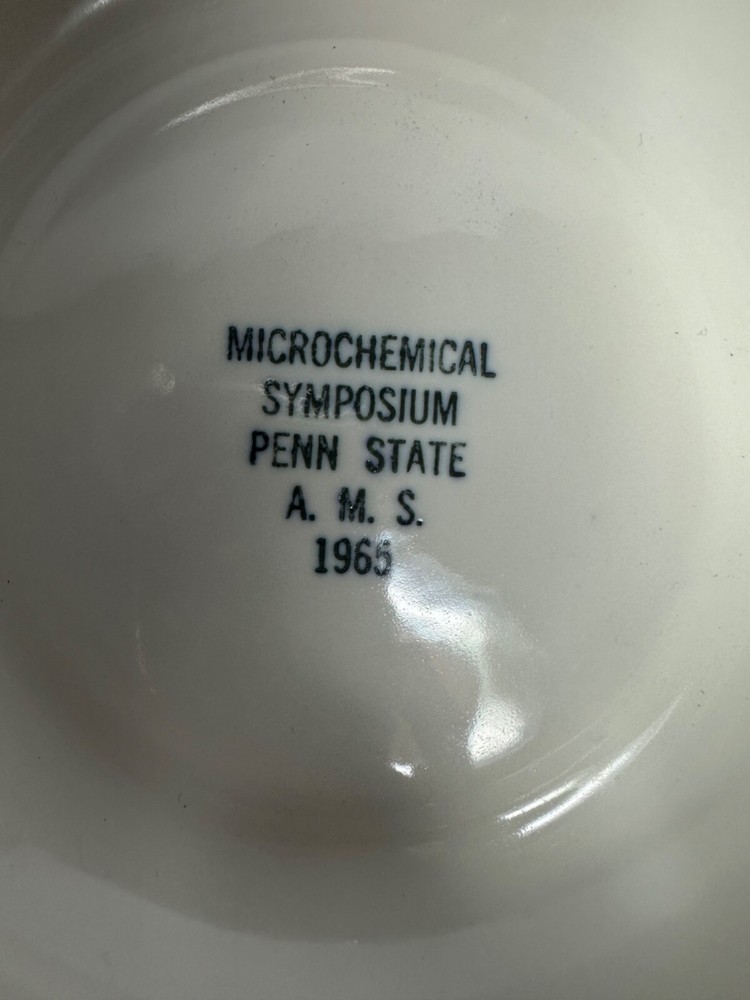 MICROCHEMICAL
SYMPOSIUM
PENN STATE
A. M. S.
1965